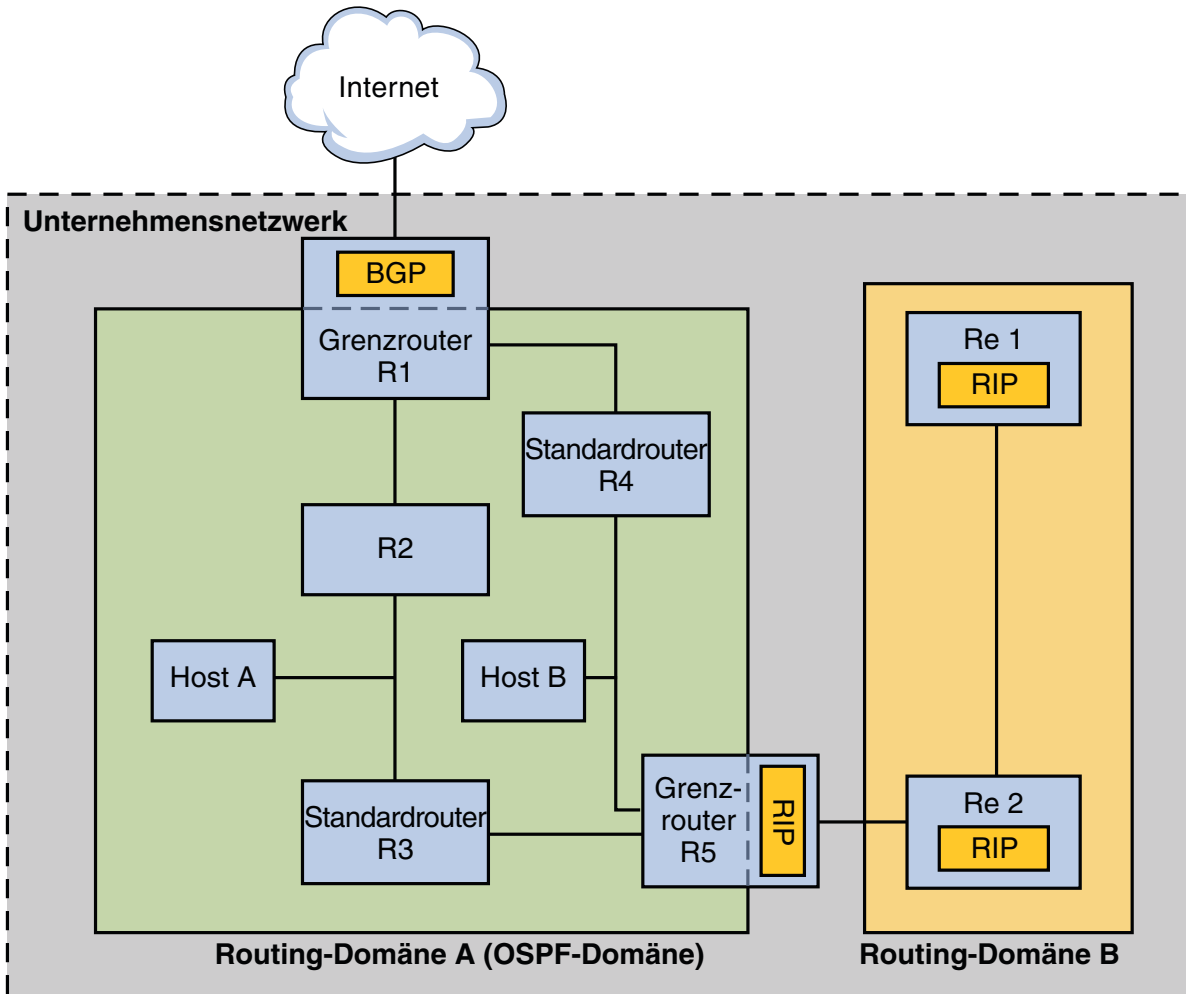 Internet
Unternehmensnetzwerk
BGP
Grenzrouter
R1
Re 1
RIP
Standardrouter
R4
R2
Host A
Host B
Standardrouter
R3
Grenz-
router
R5
RIP
Re 2
RIP
Routing-Domäne A (OSPF-Domäne)
Routing-Domäne B